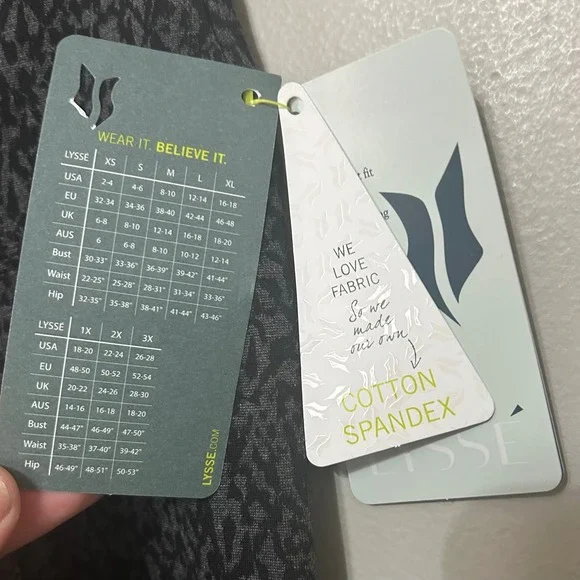 WEAR IT. BELIEVE IT.
LYSSE XS S M L XL
USA 2-4 4-6 8-10 12-14 16-18
EU 32-34 34-36 38-40 42-44 46-48
UK 6-8 8-10 12-14 16-18 18-20
AUS 6 6-8 8-10 10-12 12-14
Bust 30-33" 33-36" 36-39" 39-42" 41-44"
Waist 22-25" 25-28" 28-31" 31-34" 33-36"
Hip 32-35" 35-38" 38-41" 41-44" 43-46"
LYSSE 1X 2X 3X
USA 18-20 22-24 26-28
EU 48-50 50-52 52-54
UK 20-22 24-26 28-30
AUS 14-16 16-18 18-20
Bust 44-47" 46-49" 47-50"
Waist 35-38" 37-40" 39-42"
Hip 46-49" 48-51" 50-53"
LYSSE.COM
WE
LOVE
FABRIC
So we
made
our own
COTTON
SPANDEX
fit
LYSSÉ